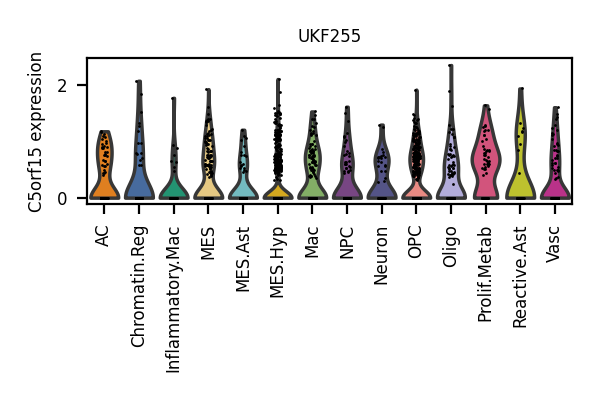 UKF255
C5orf15 expression
2
0
AC
Chromatin.Reg
Inflammatory.Mac
MES
MES.Ast
MES.Hyp
Mac
NPC
Neuron
OPC
Oligo
Prolif.Metab
Reactive.Ast
Vasc